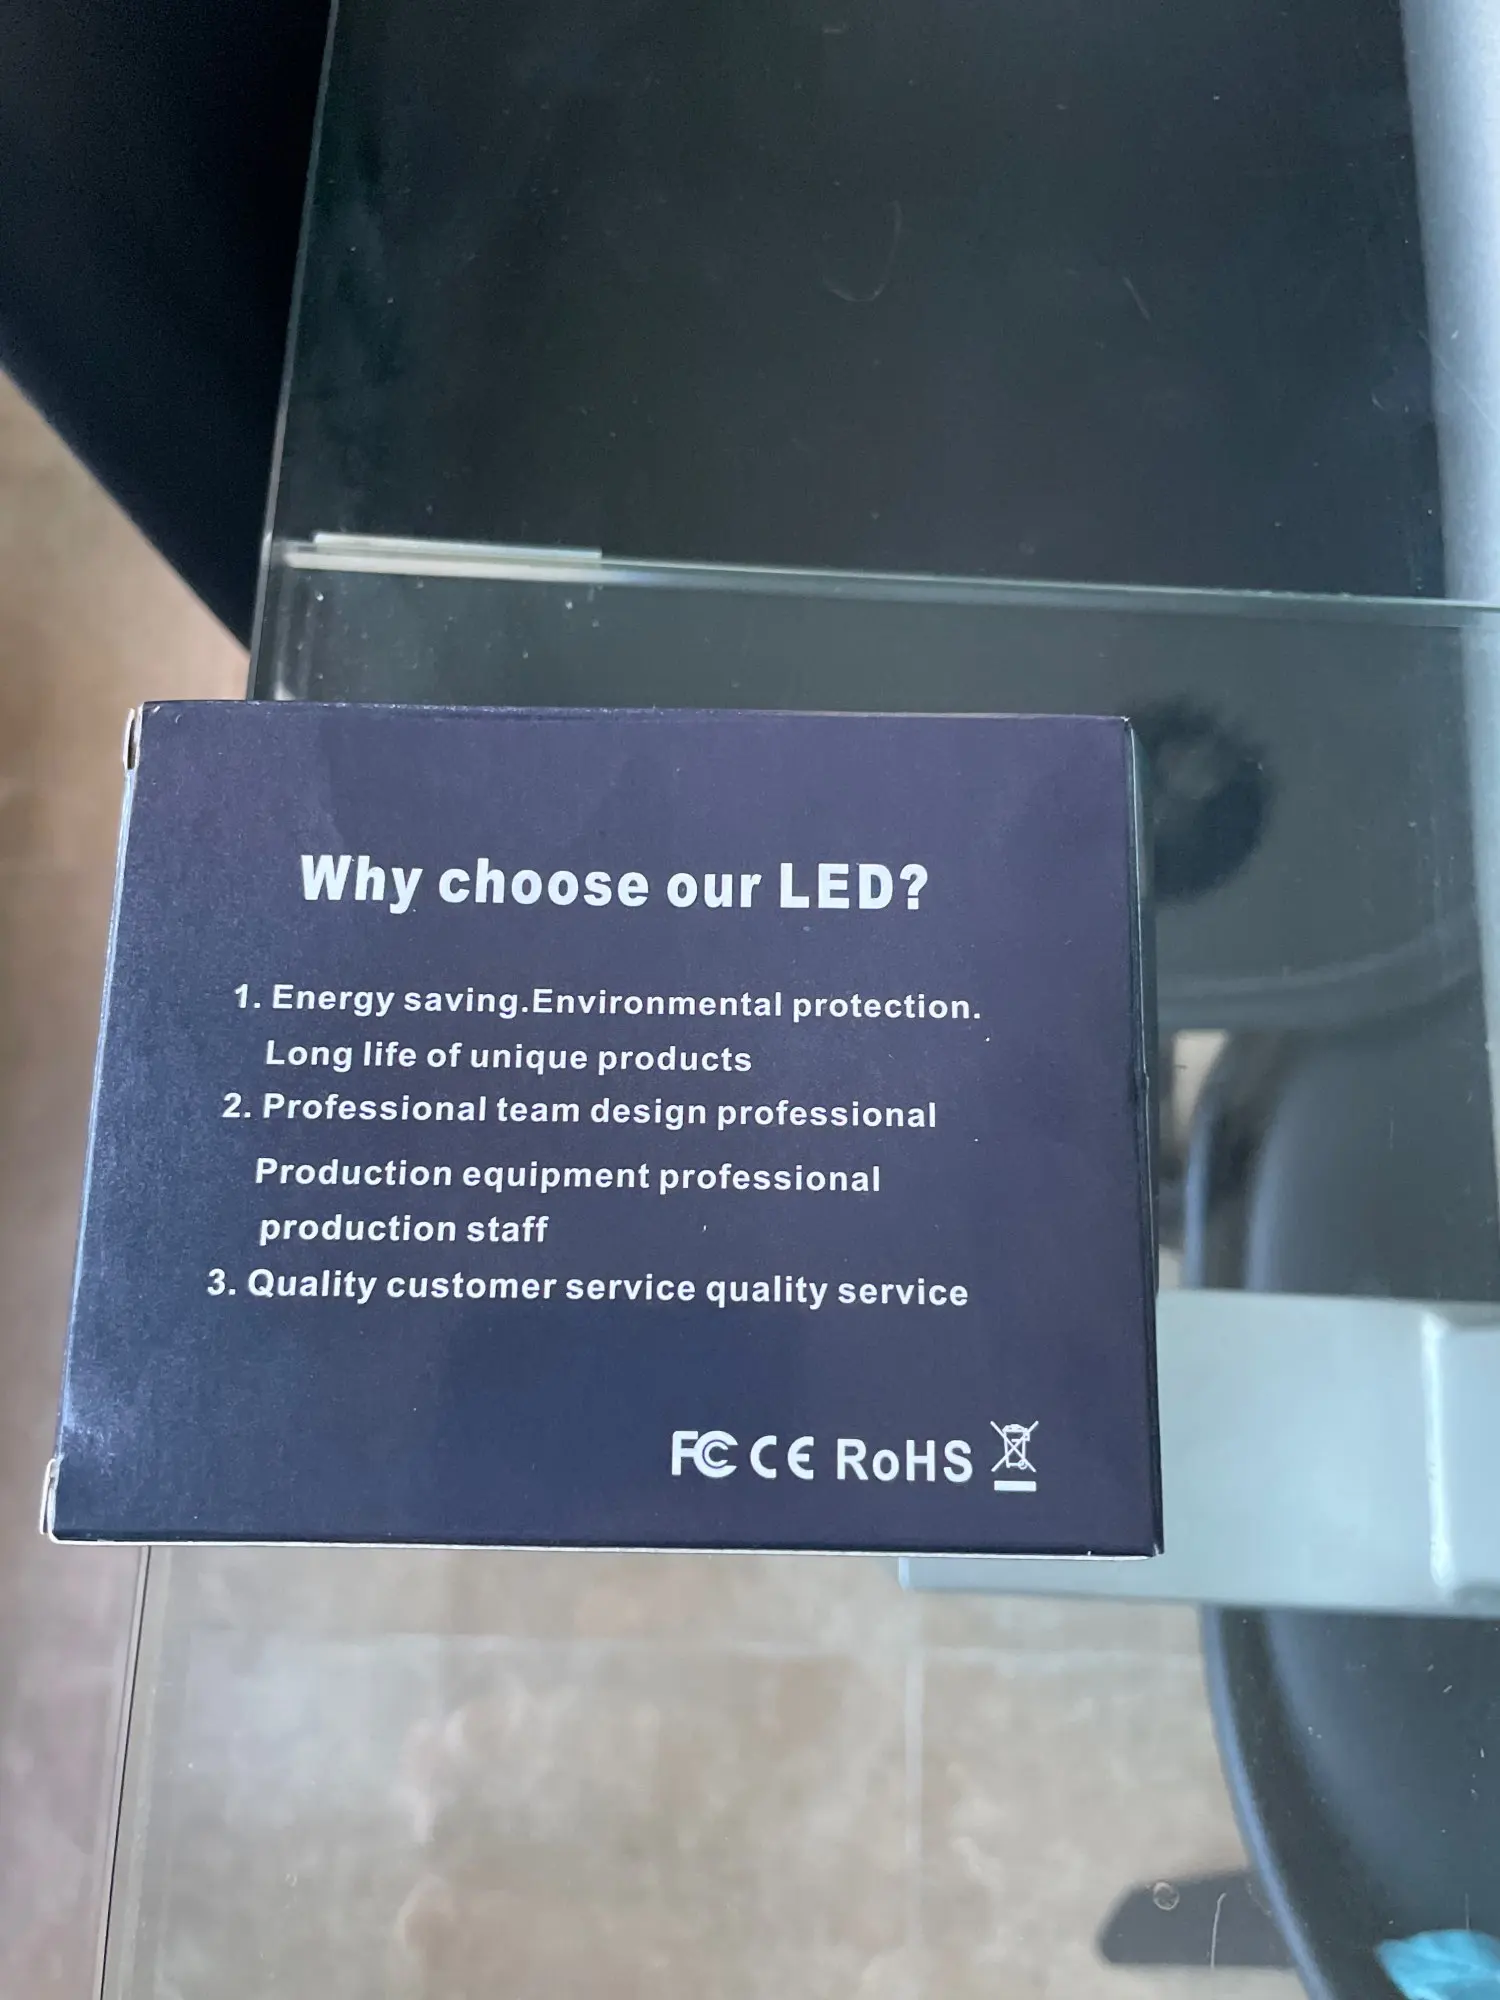 Why choose our LED?
1. Energy saving.Environmental protection.
Long life of unique products
2. Professional team design professional
Production equipment professional
production staff
3. Quality customer service quality service
FC CE RoHS